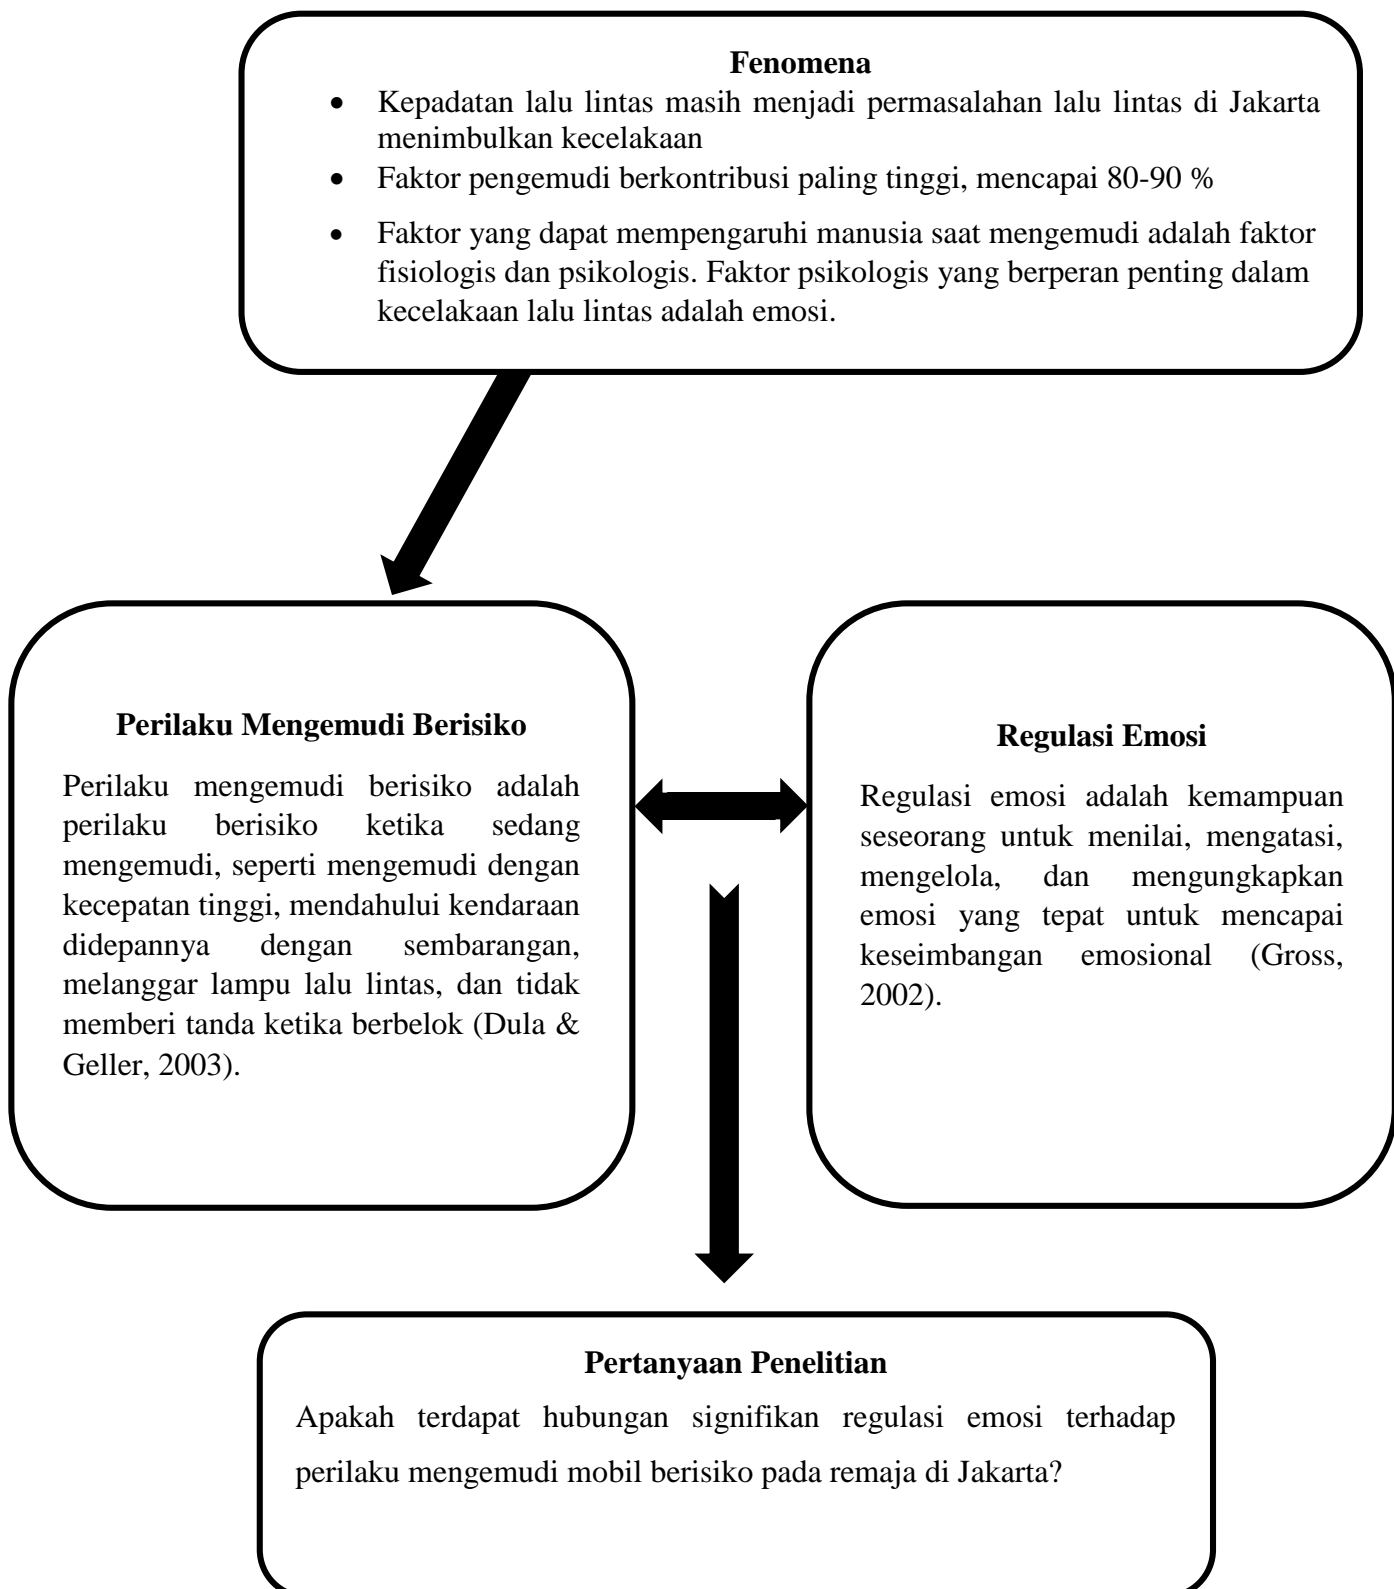 Fenomena
• Kepadatan lalu lintas masih menjadi permasalahan lalu lintas di Jakarta
menimbulkan kecelakaan
• Faktor pengemudi berkontribusi paling tinggi, mencapai 80-90 %
• Faktor yang dapat mempengaruhi manusia saat mengemudi adalah faktor
fisiologis dan psikologis. Faktor psikologis yang berperan penting dalam
kecelakaan lalu lintas adalah emosi.
Perilaku Mengemudi Berisiko
Perilaku mengemudi berisiko adalah
perilaku berisiko ketika sedang
mengemudi, seperti mengemudi dengan
kecepatan tinggi, mendahului kendaraan
didepannya dengan sembarangan,
melanggar lampu lalu lintas, dan tidak
memberi tanda ketika berbelok (Dula &
Geller, 2003).
Regulasi Emosi
Regulasi emosi adalah kemampuan
seseorang untuk menilai, mengatasi,
mengelola, dan mengungkapkan
emosi yang tepat untuk mencapai
keseimbangan emosional (Gross,
2002).
Pertanyaan Penelitian
Apakah terdapat hubungan signifikan regulasi emosi terhadap
perilaku mengemudi mobil berisiko pada remaja di Jakarta?